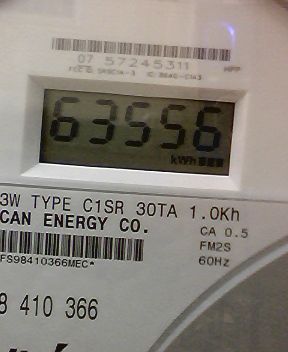 07 57245311
63556
kWh
3W TYPE C1SR 30TA 1.0Kh
CAN ENERGY CO.
CA 0.5
FM2S
FS98410366MEC*
60Hz
8 410 366